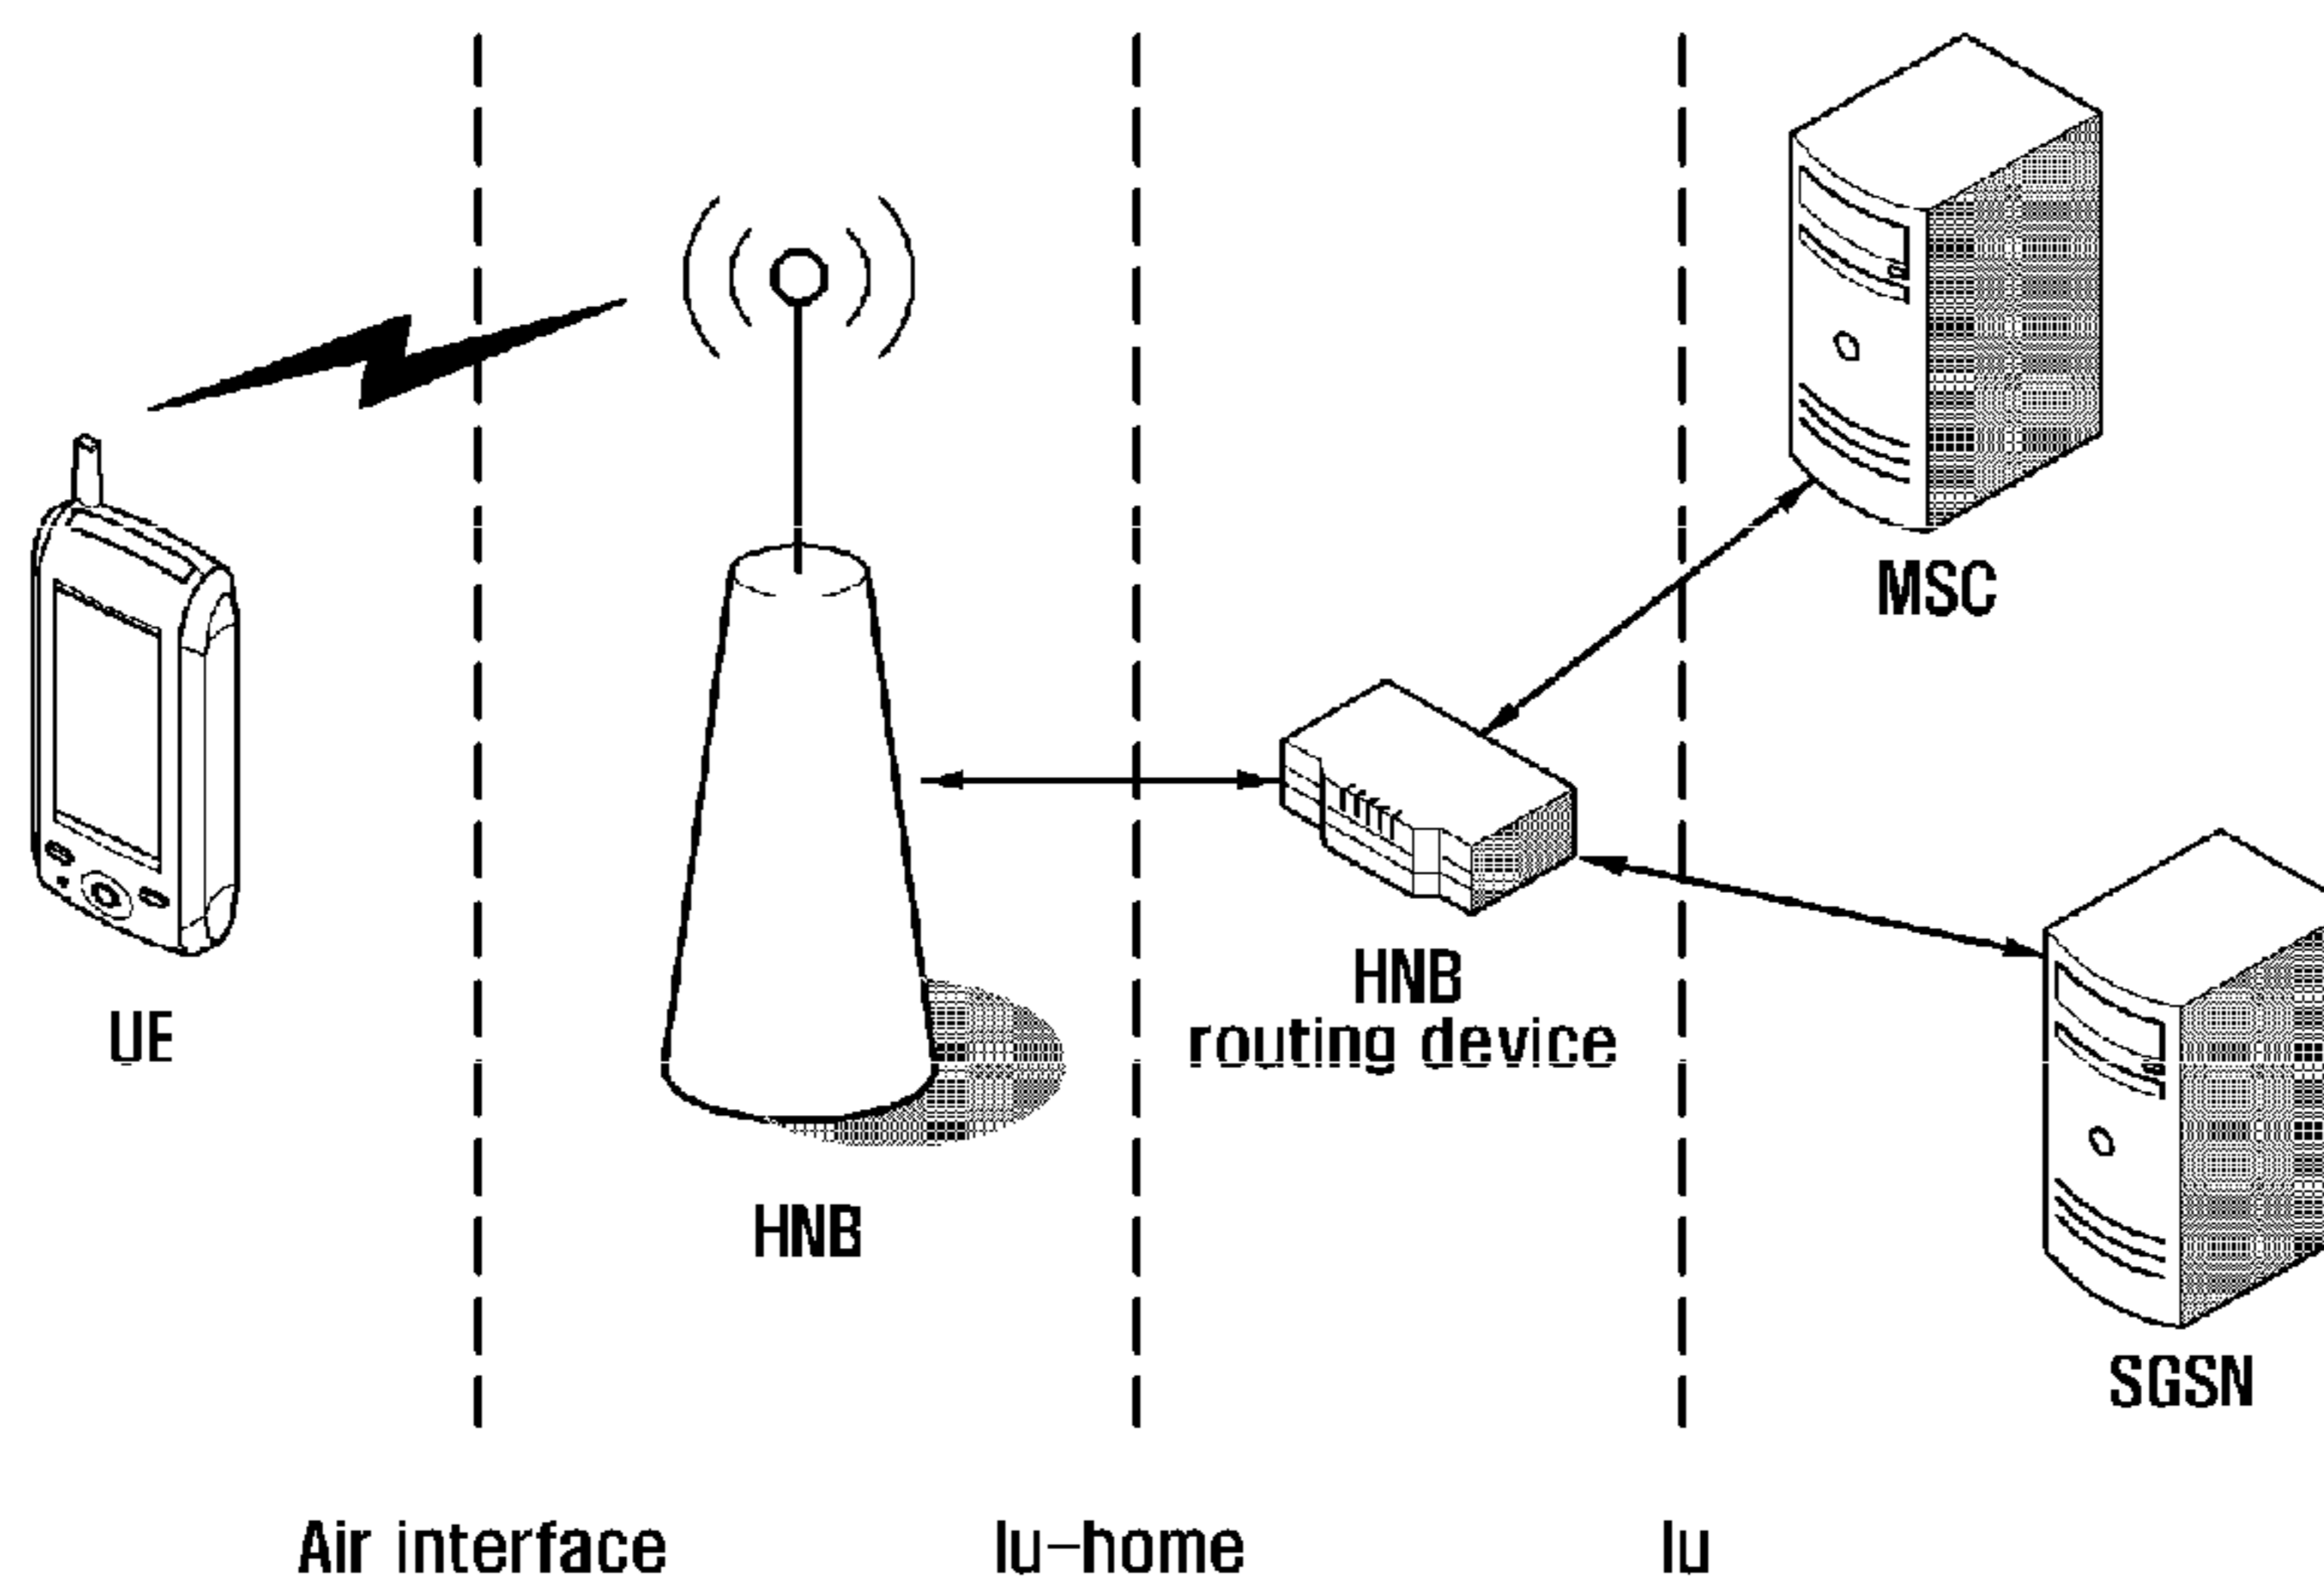 MSC
HNB
routing device
UE
HNB
SGSN
Air interface
Iu-home
Iu